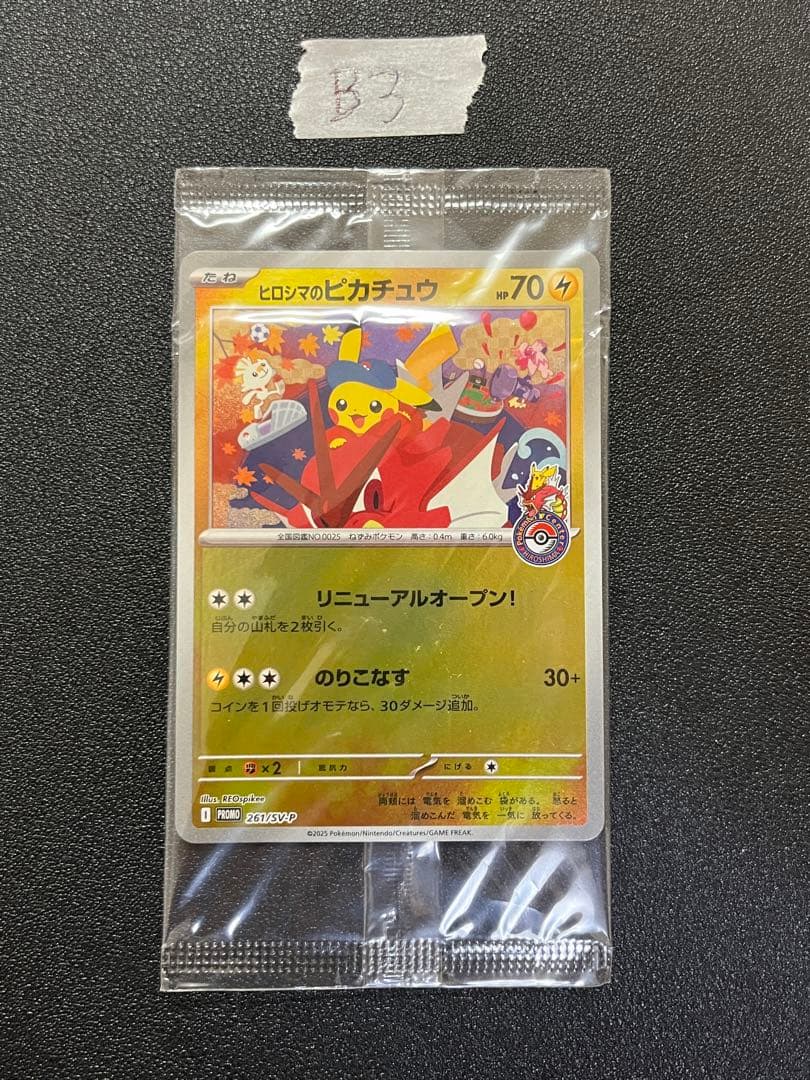 B3
たね
ヒロシマのピカチュウ
HP70
Pokémon center
HIROSHIMA
全国図鑑NO.0025 ねずみポケモン 高さ:0.4m 重さ:6.0kg
リニューアルオープン!
自分の山札を2枚引く。
のりこなす 30+
コインを1回投げオモテなら、30ダメージ追加。
弱点 ×2 抵抗力 にげる
Illus. REOspikee
両頬には 電気を 溜めこむ 袋がある。 怒ると
溜めこんだ 電気を 一気に 放ってくる。
I PROMO 261/SV-P
©2025 Pokémon/Nintendo/Creatures/GAME FREAK.